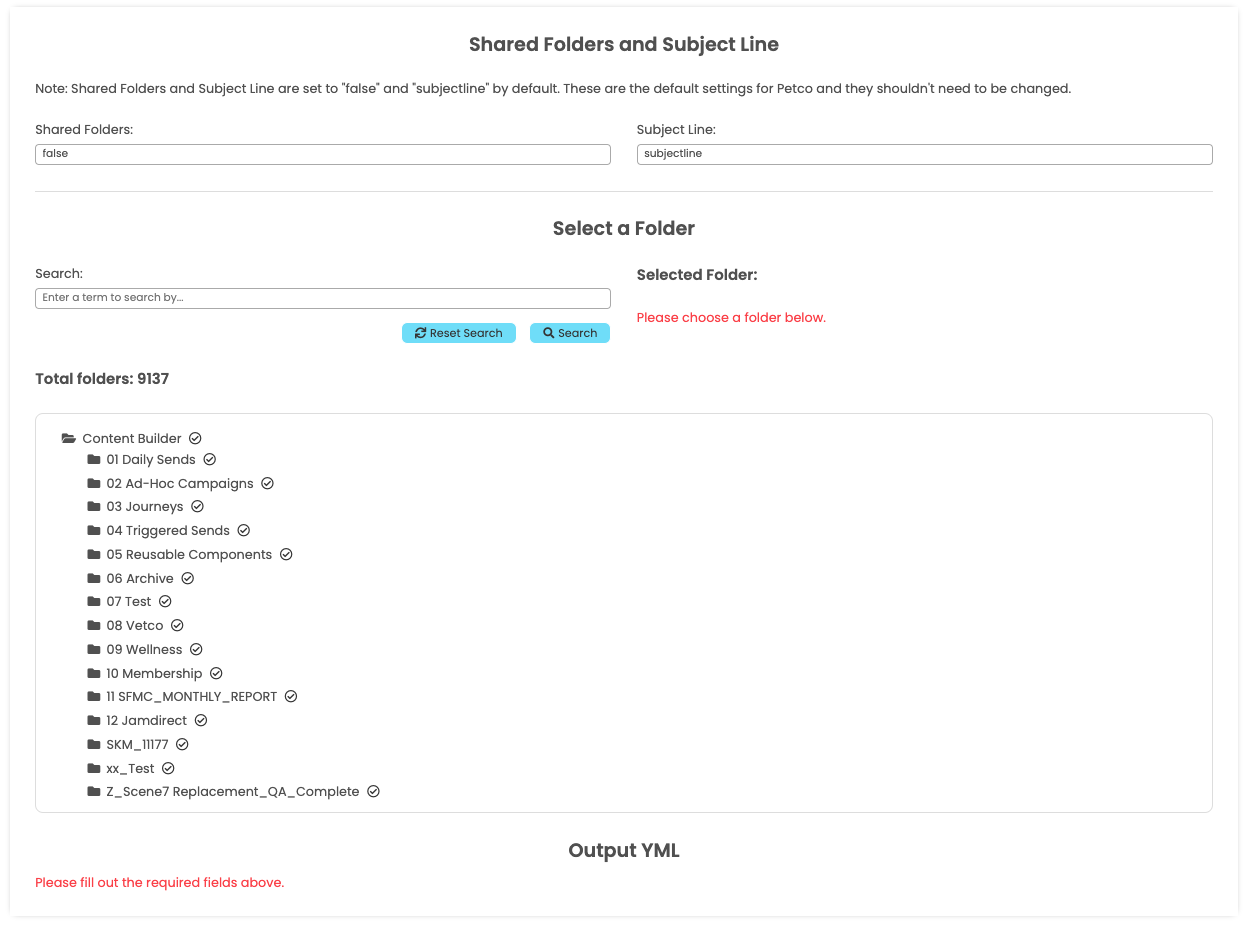 Shared Folders and Subject Line
Note: Shared Folders and Subject Line are set to "false" and "subjectline" by default. These are the default settings for Petco and they shouldn't need to be changed.
Shared Folders:
false
Subject Line:
subjectline
Select a Folder
Search:
Enter a term to search by...
Reset Search
Search
Selected Folder:
Please choose a folder below.
Total folders: 9137
Content Builder
01 Daily Sends
02 Ad-Hoc Campaigns
03 Journeys
04 Triggered Sends
05 Reusable Components
06 Archive
07 Test
08 Vetco
09 Wellness
10 Membership
11 SFMC_MONTHLY_REPORT
12 Jamdirect
SKM_11177
xx_Test
Z_Scene7 Replacement_QA_Complete
Output YML
Please fill out the required fields above.